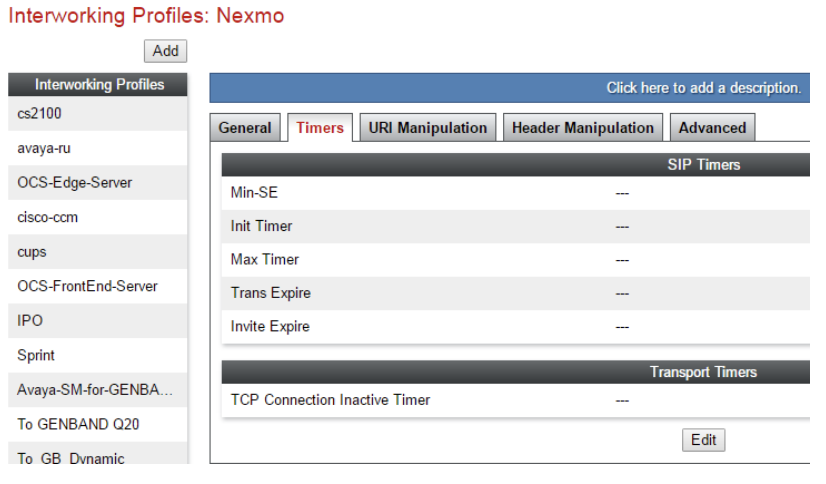 Interworking Profiles: Nexmo
Add
Interworking Profiles
cs2100
avaya-ru
OCS-Edge-Server
cisco-ccm
cups
OCS-FrontEnd-Server
IPO
Sprint
Avaya-SM-for-GENBA...
To GENBAND Q20
To_GB_Dynamic
Click here to add a description.
General Timers URI Manipulation Header Manipulation Advanced
SIP Timers
Min-SE ---
Init Timer ---
Max Timer ---
Trans Expire ---
Invite Expire ---
Transport Timers
TCP Connection Inactive Timer ---
Edit